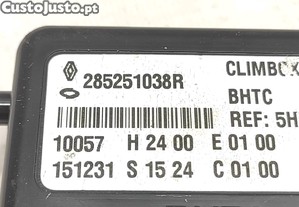 CustoJusto.pt
285251038R
CLIMBOX
BHTC
REF: 5H
10057 H 24 00 E 01 00
151231 S 15 24 C 01 00